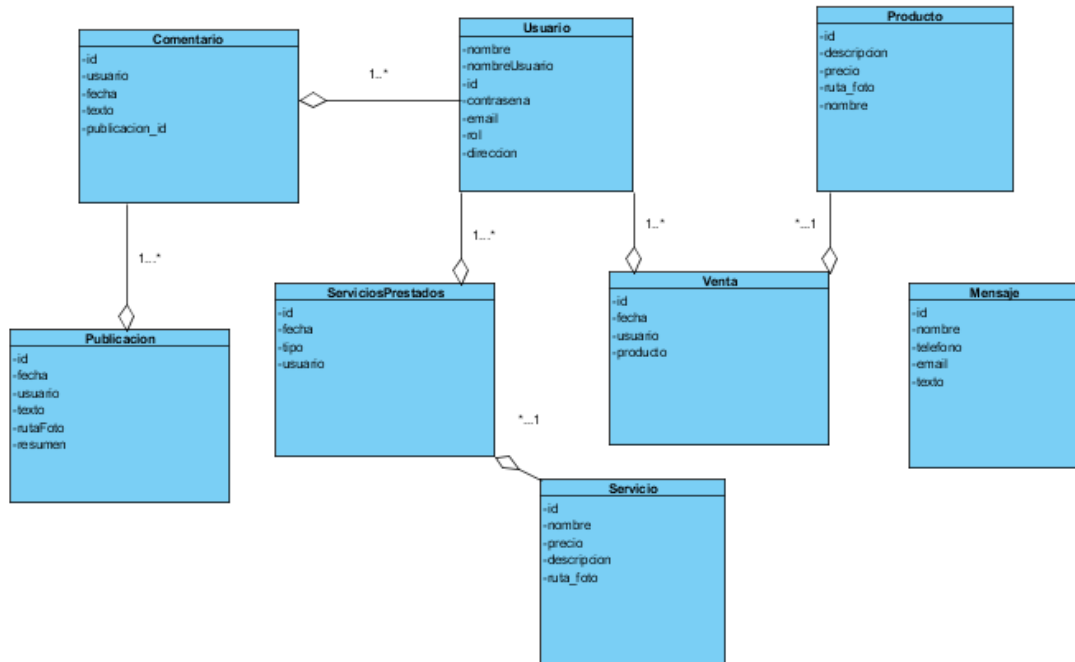 Comentario
-id
-usuario
-fecha
-texto
-publicacion_id
1..*
Usuario
-nombre
-nombreUsuario
-id
-contrasena
-email
-rol
-direccion
Producto
-id
-descripcion
-precio
-ruta_foto
-nombre
1...*
1...*
1..*
*...1
Publicacion
-id
-fecha
-usuario
-texto
-rutaFoto
-resumen
ServiciosPrestados
-id
-fecha
-tipo
-usuario
Venta
-id
-fecha
-usuario
-producto
Mensaje
-id
-nombre
-telefono
-email
-texto
*...1
Servicio
-id
-nombre
-precio
-descripcion
-ruta_foto